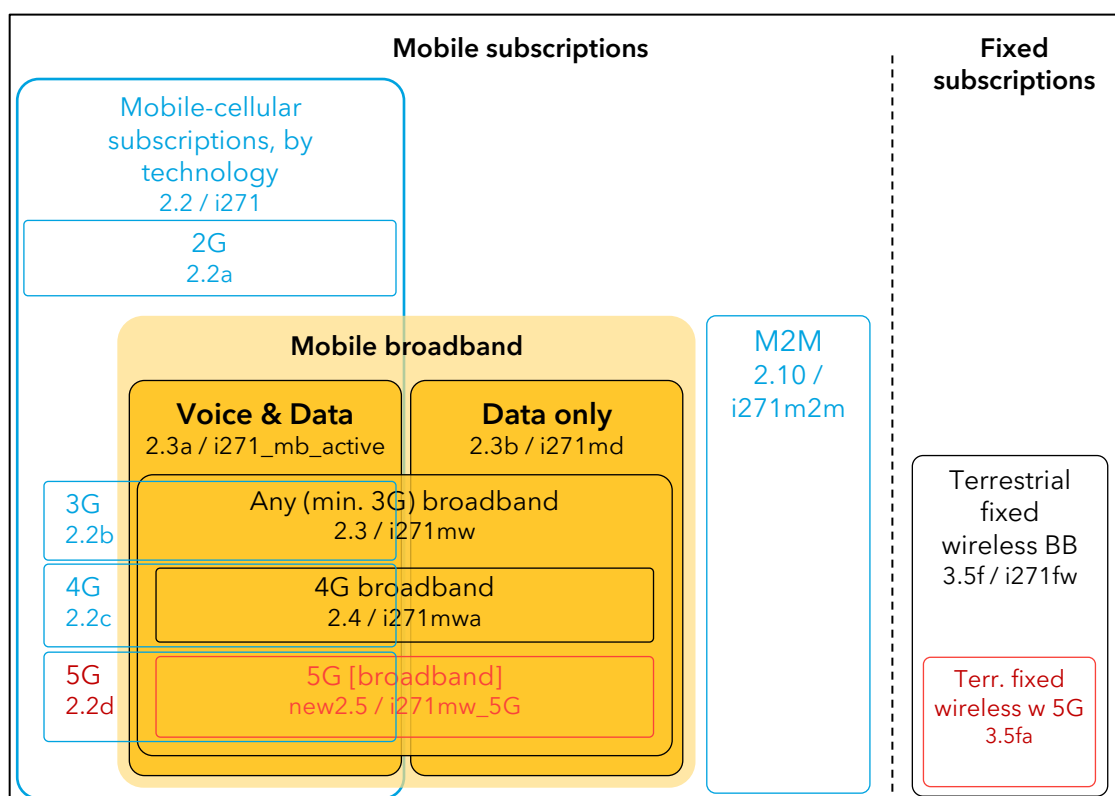 Mobile subscriptions
Fixed
subscriptions
Mobile-cellular
subscriptions, by
technology
2.2 / i271
2G
2.2a
Mobile broadband
Voice & Data
2.3a / i271_mb_active
Data only
2.3b / i271md
M2M
2.10 /
i271m2m
3G
2.2b
Any (min. 3G) broadband
2.3 / i271mw
4G
2.2c
4G broadband
2.4 / i271mwa
5G
2.2d
5G [broadband]
new2.5 / i271mw_5G
Terrestrial
fixed
wireless BB
3.5f / i271fw
Terr. fixed
wireless w 5G
3.5fa